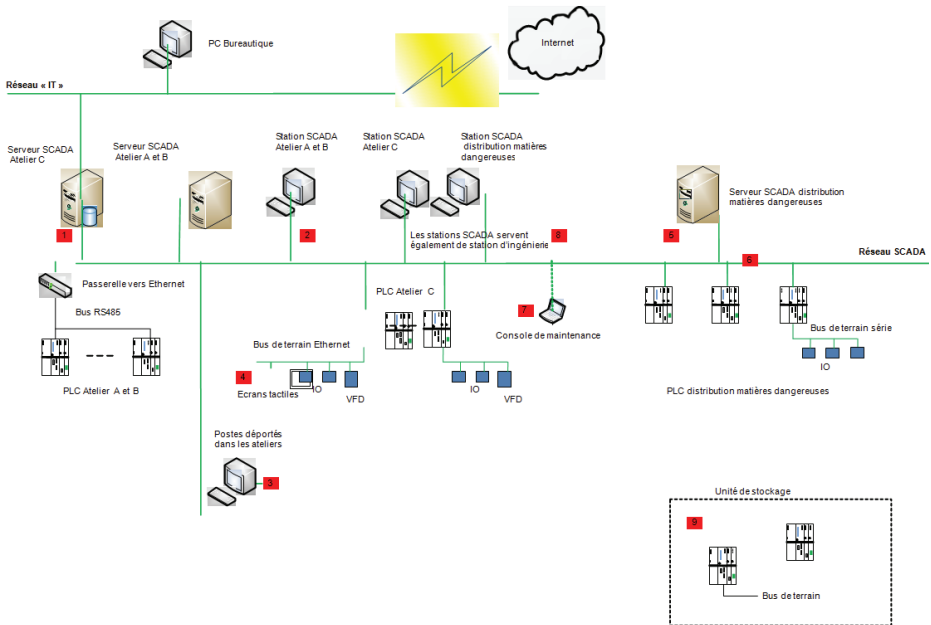 PC Bureautique
Internet
Réseau « IT »
Serveur SCADA
Atelier C
Serveur SCADA
Atelier A et B
Station SCADA
Atelier A et B
Station SCADA
Atelier C
Station SCADA
distribution matières
dangereuses
Serveur SCADA distribution
matières dangereuses
1
2
Les stations SCADA servent
également de station d'ingénierie
8
5
6
Réseau SCADA
Passerelle vers Ethernet
Bus RS485
PLC Atelier A et B
PLC Atelier C
7
Console de maintenance
Bus de terrain Ethernet
4
Ecrans tactiles
IO
VFD
IO
VFD
Bus de terrain série
IO
PLC distribution matières dangereuses
Postes déportés
dans les ateliers
3
Unité de stockage
9
Bus de terrain